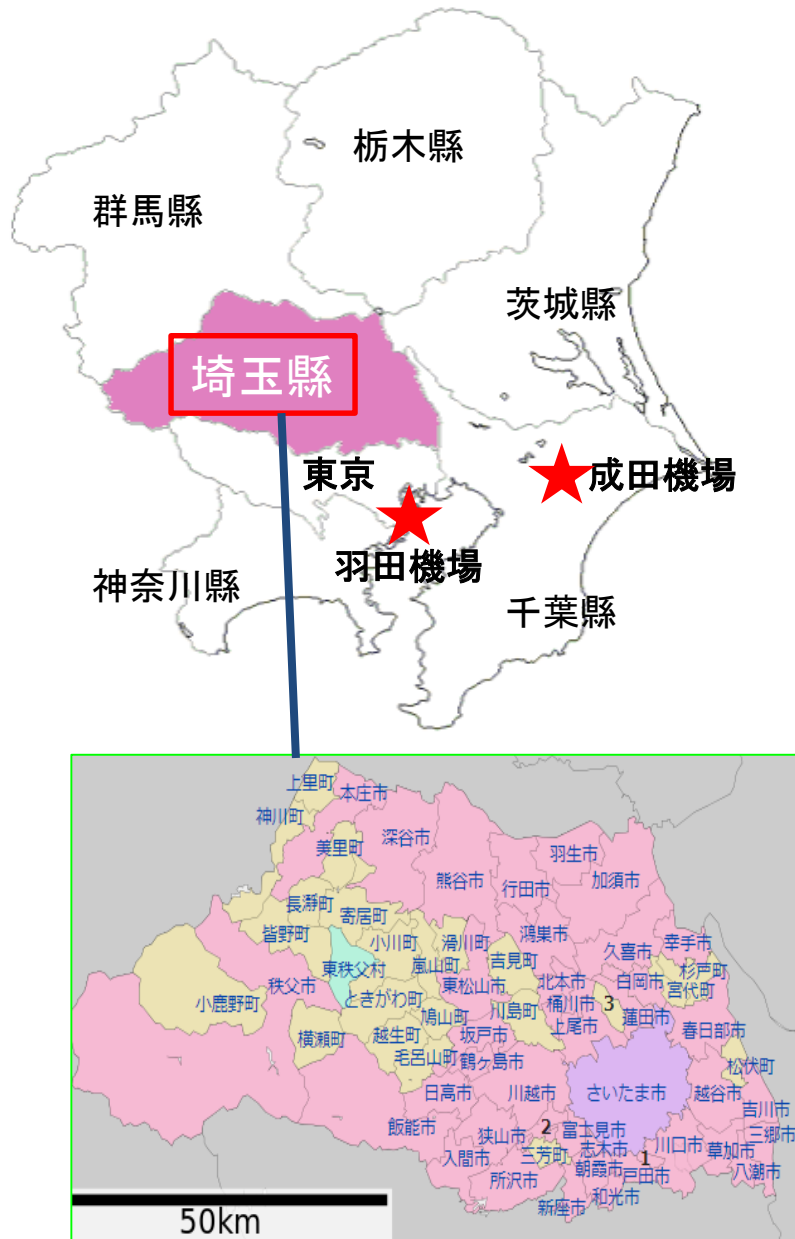 栃木縣
群馬縣
茨城縣
埼玉縣
東京
成田機場
羽田機場
神奈川縣
千葉縣
上里町
本庄市
神川町
深谷市
美里町
羽生市
熊谷市
加須市
行田市
長瀞町
寄居町
鴻巣市
皆野町
小川町
滑川町
久喜市
幸手市
吉見町
嵐山町
東秩父村
杉戸町
秩父市
東松山市
北本市
白岡市
宮代町
小鹿野町
ときがわ町
桶川市
3
川島町
蓮田市
鳩山町
上尾市
春日部市
横瀬町
越生町
坂戸市
毛呂山町
鶴ヶ島市
松伏町
日高市
川越市
さいたま市
越谷市
吉川市
飯能市
2
富士見市
狭山市
三郷市
志木市
川口市
草加市
入間市
三芳町
1
朝霞市
戸田市
八潮市
所沢市
和光市
新座市
50km